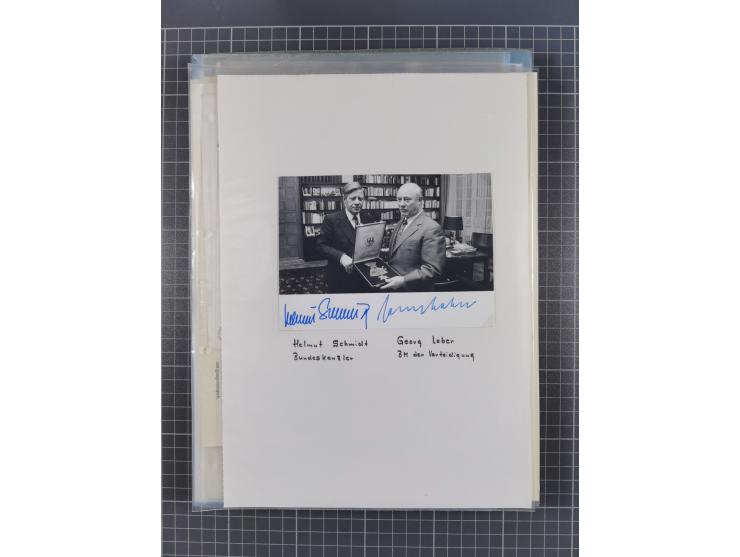 Helmut Schmidt
Bundeskanzler
Georg Leber
BM der Verteidigung